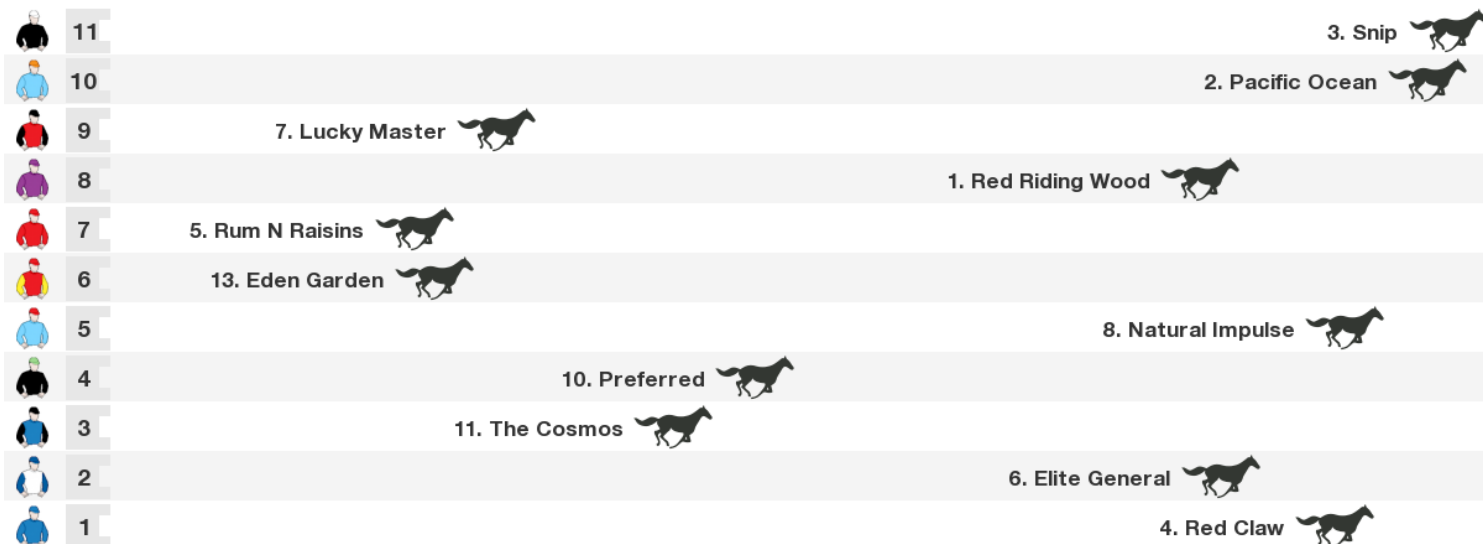 11 3. Snip
10 2. Pacific Ocean
9 7. Lucky Master
8 1. Red Riding Wood
7 5. Rum N Raisins
6 13. Eden Garden
5 8. Natural Impulse
4 10. Preferred
3 11. The Cosmos
2 6. Elite General
1 4. Red Claw